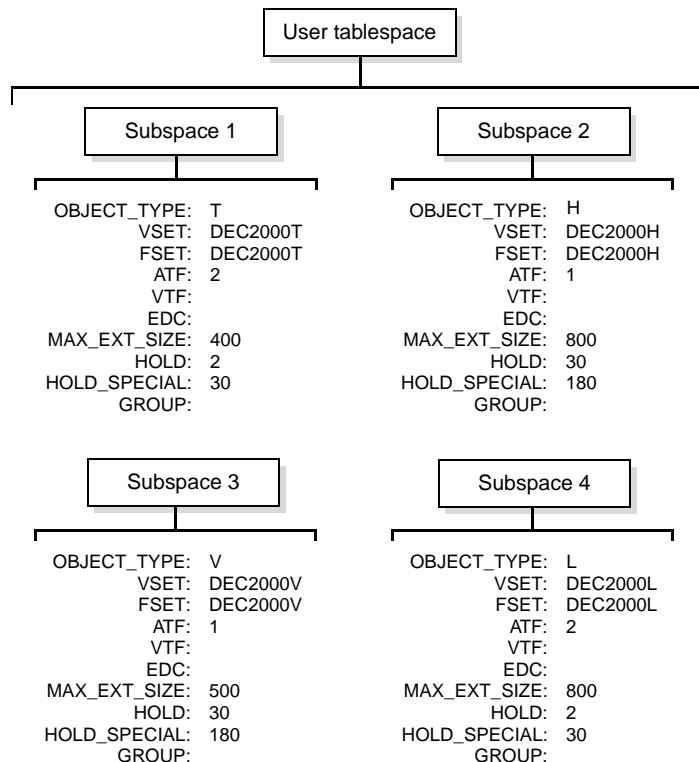 User tablespace
Subspace 1
OBJECT_TYPE: T
VSET: DEC2000T
FSET: DEC2000T
ATF: 2
VTF:
EDC:
MAX_EXT_SIZE: 400
HOLD: 2
HOLD_SPECIAL: 30
GROUP:
Subspace 2
OBJECT_TYPE: H
VSET: DEC2000H
FSET: DEC2000H
ATF: 1
VTF:
EDC:
MAX_EXT_SIZE: 800
HOLD: 30
HOLD_SPECIAL: 180
GROUP:
Subspace 3
OBJECT_TYPE: V
VSET: DEC2000V
FSET: DEC2000V
ATF: 1
VTF:
EDC:
MAX_EXT_SIZE: 500
HOLD: 30
HOLD_SPECIAL: 180
GROUP:
Subspace 4
OBJECT_TYPE: L
VSET: DEC2000L
FSET: DEC2000L
ATF: 2
VTF:
EDC:
MAX_EXT_SIZE: 800
HOLD: 2
HOLD_SPECIAL: 30
GROUP: